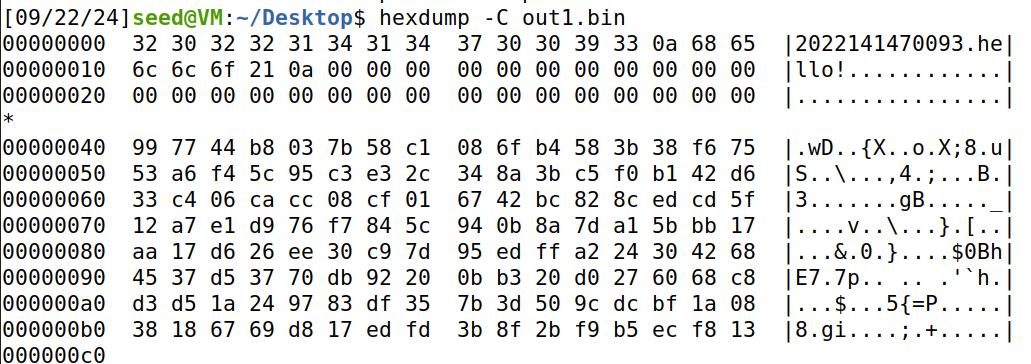 [09/22/24]seed@VM:~/Desktop$ hexdump -C out1.bin
00000000  32 30 32 32 31 34 31 34  37 30 30 39 33 0a 68 65  |2022141470093.he|
00000010  6c 6c 6f 21 0a 00 00 00  00 00 00 00 00 00 00 00  |llo!............|
00000020  00 00 00 00 00 00 00 00  00 00 00 00 00 00 00 00  |................|
*
00000040  99 77 44 b8 03 7b 58 c1  08 6f b4 58 3b 38 f6 75  |.wD..{X..o.X;8.u|
00000050  53 a6 f4 5c 95 c3 e3 2c  34 8a 3b c5 f0 b1 42 d6  |S..\...,4.;...B.|
00000060  33 c4 06 ca cc 08 cf 01  67 42 bc 82 8c ed cd 5f  |3.......gB....._|
00000070  12 a7 e1 d9 76 f7 84 5c  94 0b 8a 7d a1 5b bb 17  |....v..\...}.[..|
00000080  aa 17 d6 26 ee 30 c9 7d  95 ed ff a2 24 30 42 68  |...&.0.}....$0Bh|
00000090  45 37 d5 37 70 db 92 20  0b b3 20 d0 27 60 68 c8  |E7.7p.. .. .'`h.|
000000a0  d3 d5 1a 24 97 83 df 35  7b 3d 50 9c dc bf 1a 08  |...$...5{=P.....|
000000b0  38 18 67 69 d8 17 ed fd  3b 8f 2b f9 b5 ec f8 13  |8.gi....;.+.....|
000000c0